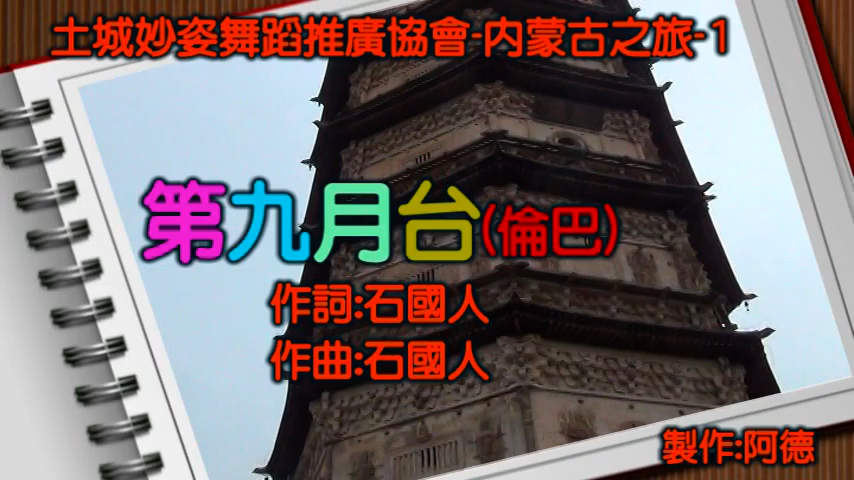 土城妙姿舞蹈推廣協會-內蒙古之旅-1
第九月台(倫巴)
作詞:石國人
作曲:石國人
製作:阿德